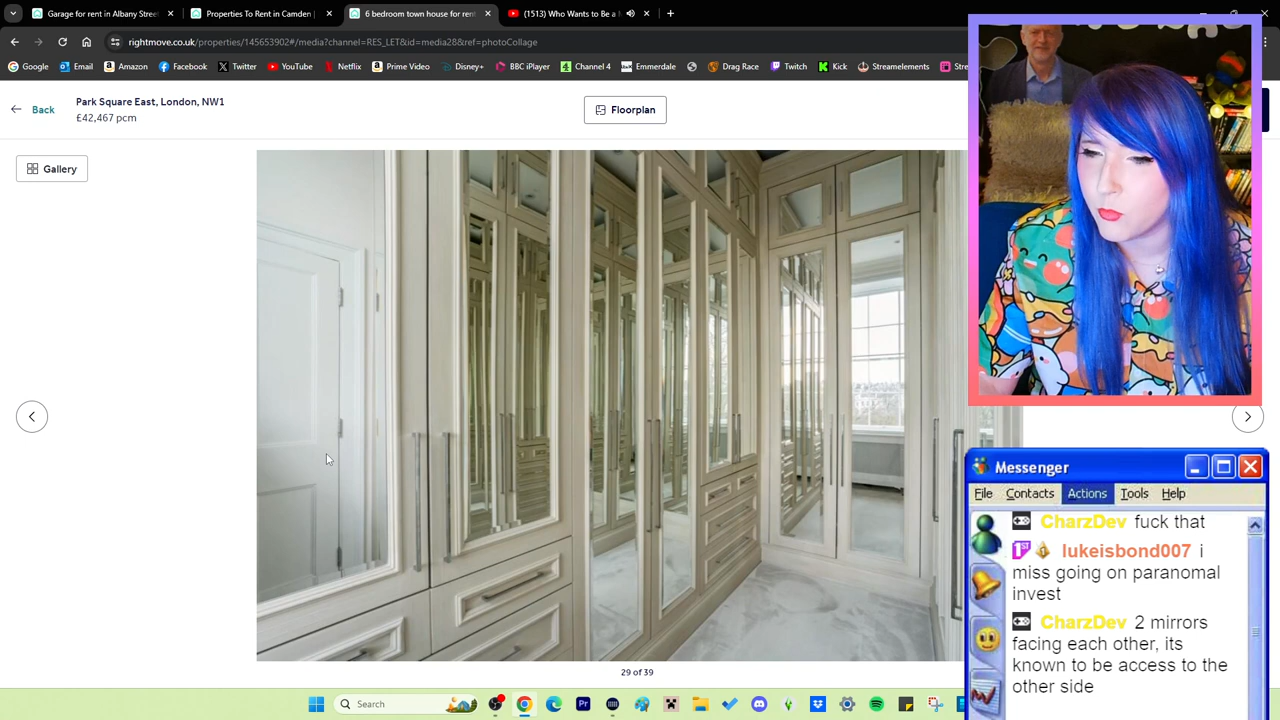 Garage for rent in Albany Stree
Properties To Rent in Camden
6 bedroom town house for ren
(1513) Who Wants to Be a
rightmove.co.uk/properties/145653902#/media?channel=RES_LET&id=media28&ref=photoCollage
Google Email Amazon Facebook Twitter YouTube Netflix Prime Video Disney+ BBC iPlayer Channel 4 Emmerdale Drag Race Twitch Kick Streamelements
Back
Park Square East, London, NW1
£42,467 pcm
Floorplan
Gallery
29 of 39
Messenger
File Contacts Actions Tools Help
CharzDev fuck that
lukeisbond007 i
miss going on paranomal
invest
CharzDev 2 mirrors
facing each other, its
known to be access to the
other side
Search